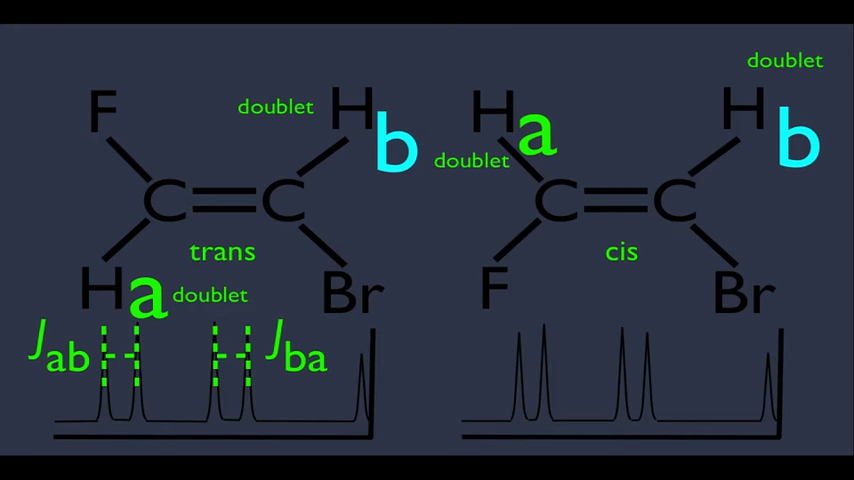 F
doublet H b
C = C
trans
H a doublet
Br
J ab
J ba
H a
doublet
doublet
H b
C = C
cis
F
Br